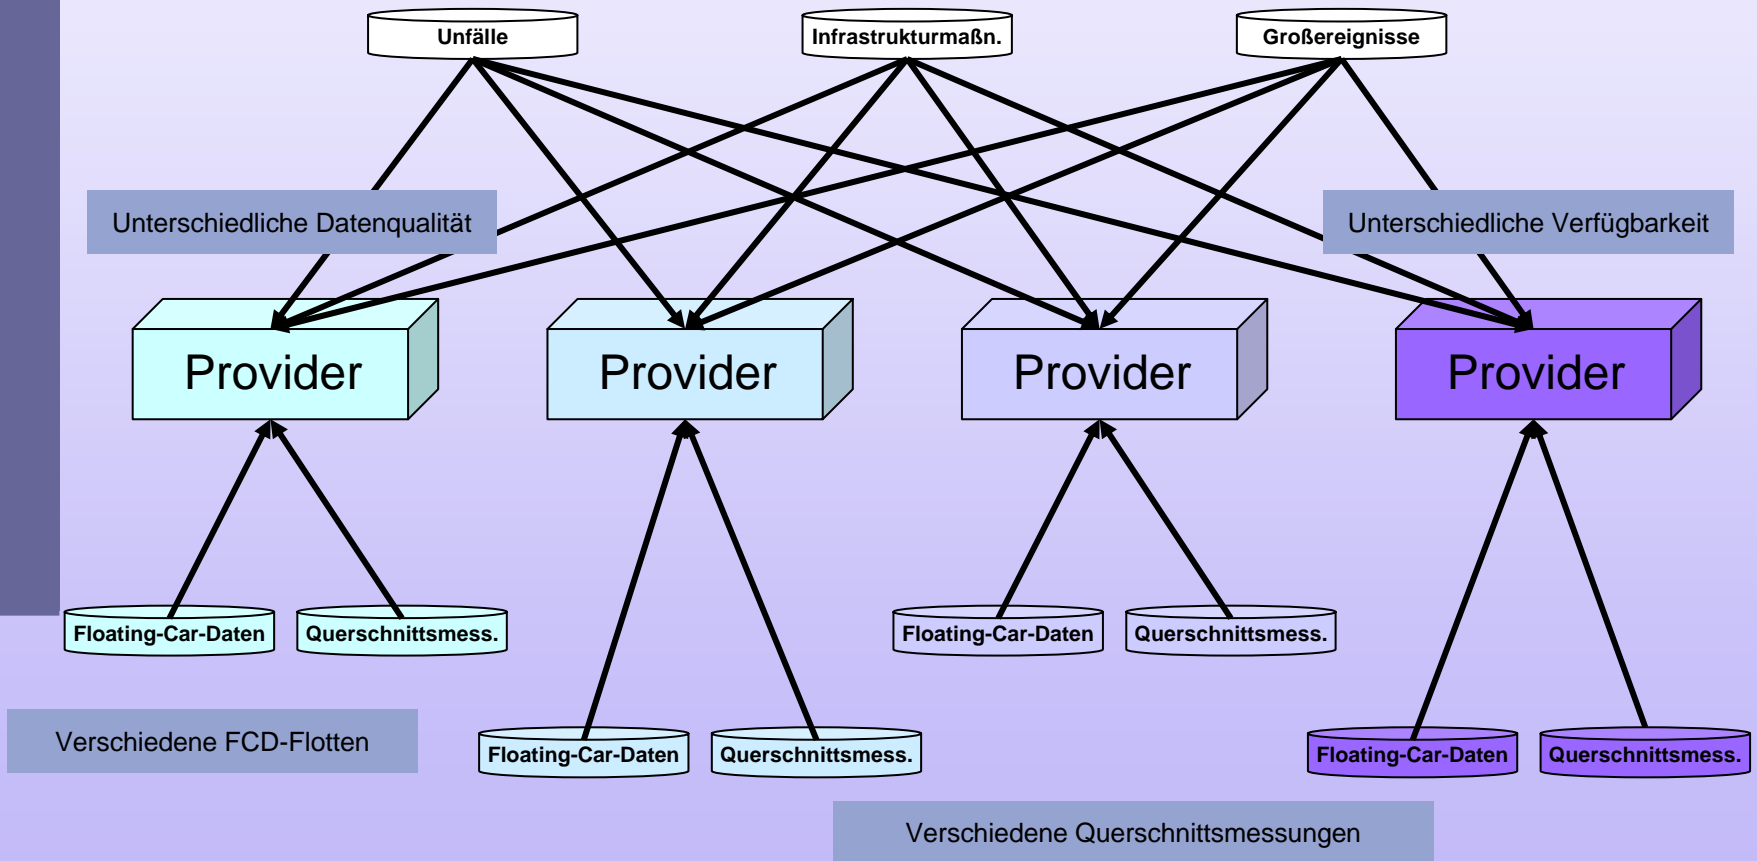 Unfälle
Infrastrukturmaßn.
Großereignisse
Unterschiedliche Datenqualität
Unterschiedliche Verfügbarkeit
Provider
Provider
Provider
Provider
Floating-Car-Daten
Querschnittsmess.
Floating-Car-Daten
Querschnittsmess.
Verschiedene FCD-Flotten
Floating-Car-Daten
Querschnittsmess.
Floating-Car-Daten
Querschnittsmess.
Verschiedene Querschnittsmessungen